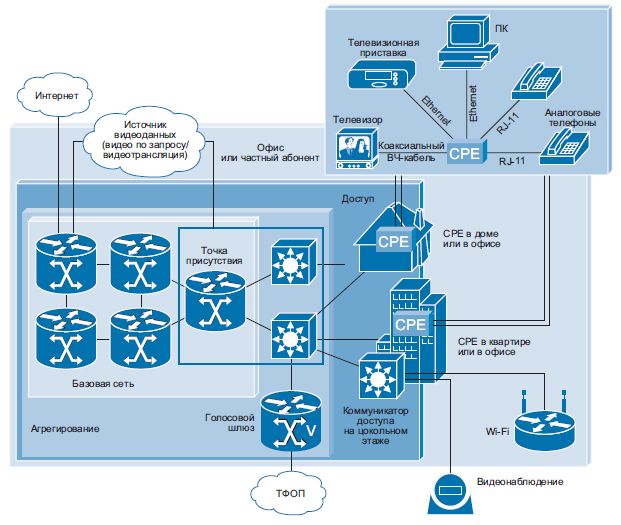 ПК
Телевизионная
приставка
Интернет
Ethernet
Ethernet
RJ-11
Источник
видеоданных
(видео по запросу/
видеотрансляция)
Телевизор
Аналоговые
телефоны
Офис
или частный абонент
Коаксиальный
ВЧ-кабель
CPE
RJ-11
Доступ
CPE
CPE в доме
или в офисе
Точка
присутствия
CPE
CPE в квартире
или в офисе
Базовая сеть
Агрегирование
Голосовой
шлюз
V
Коммуникатор
доступа
на цокольном
этаже
Wi-Fi
ТФОП
Видеонаблюдение